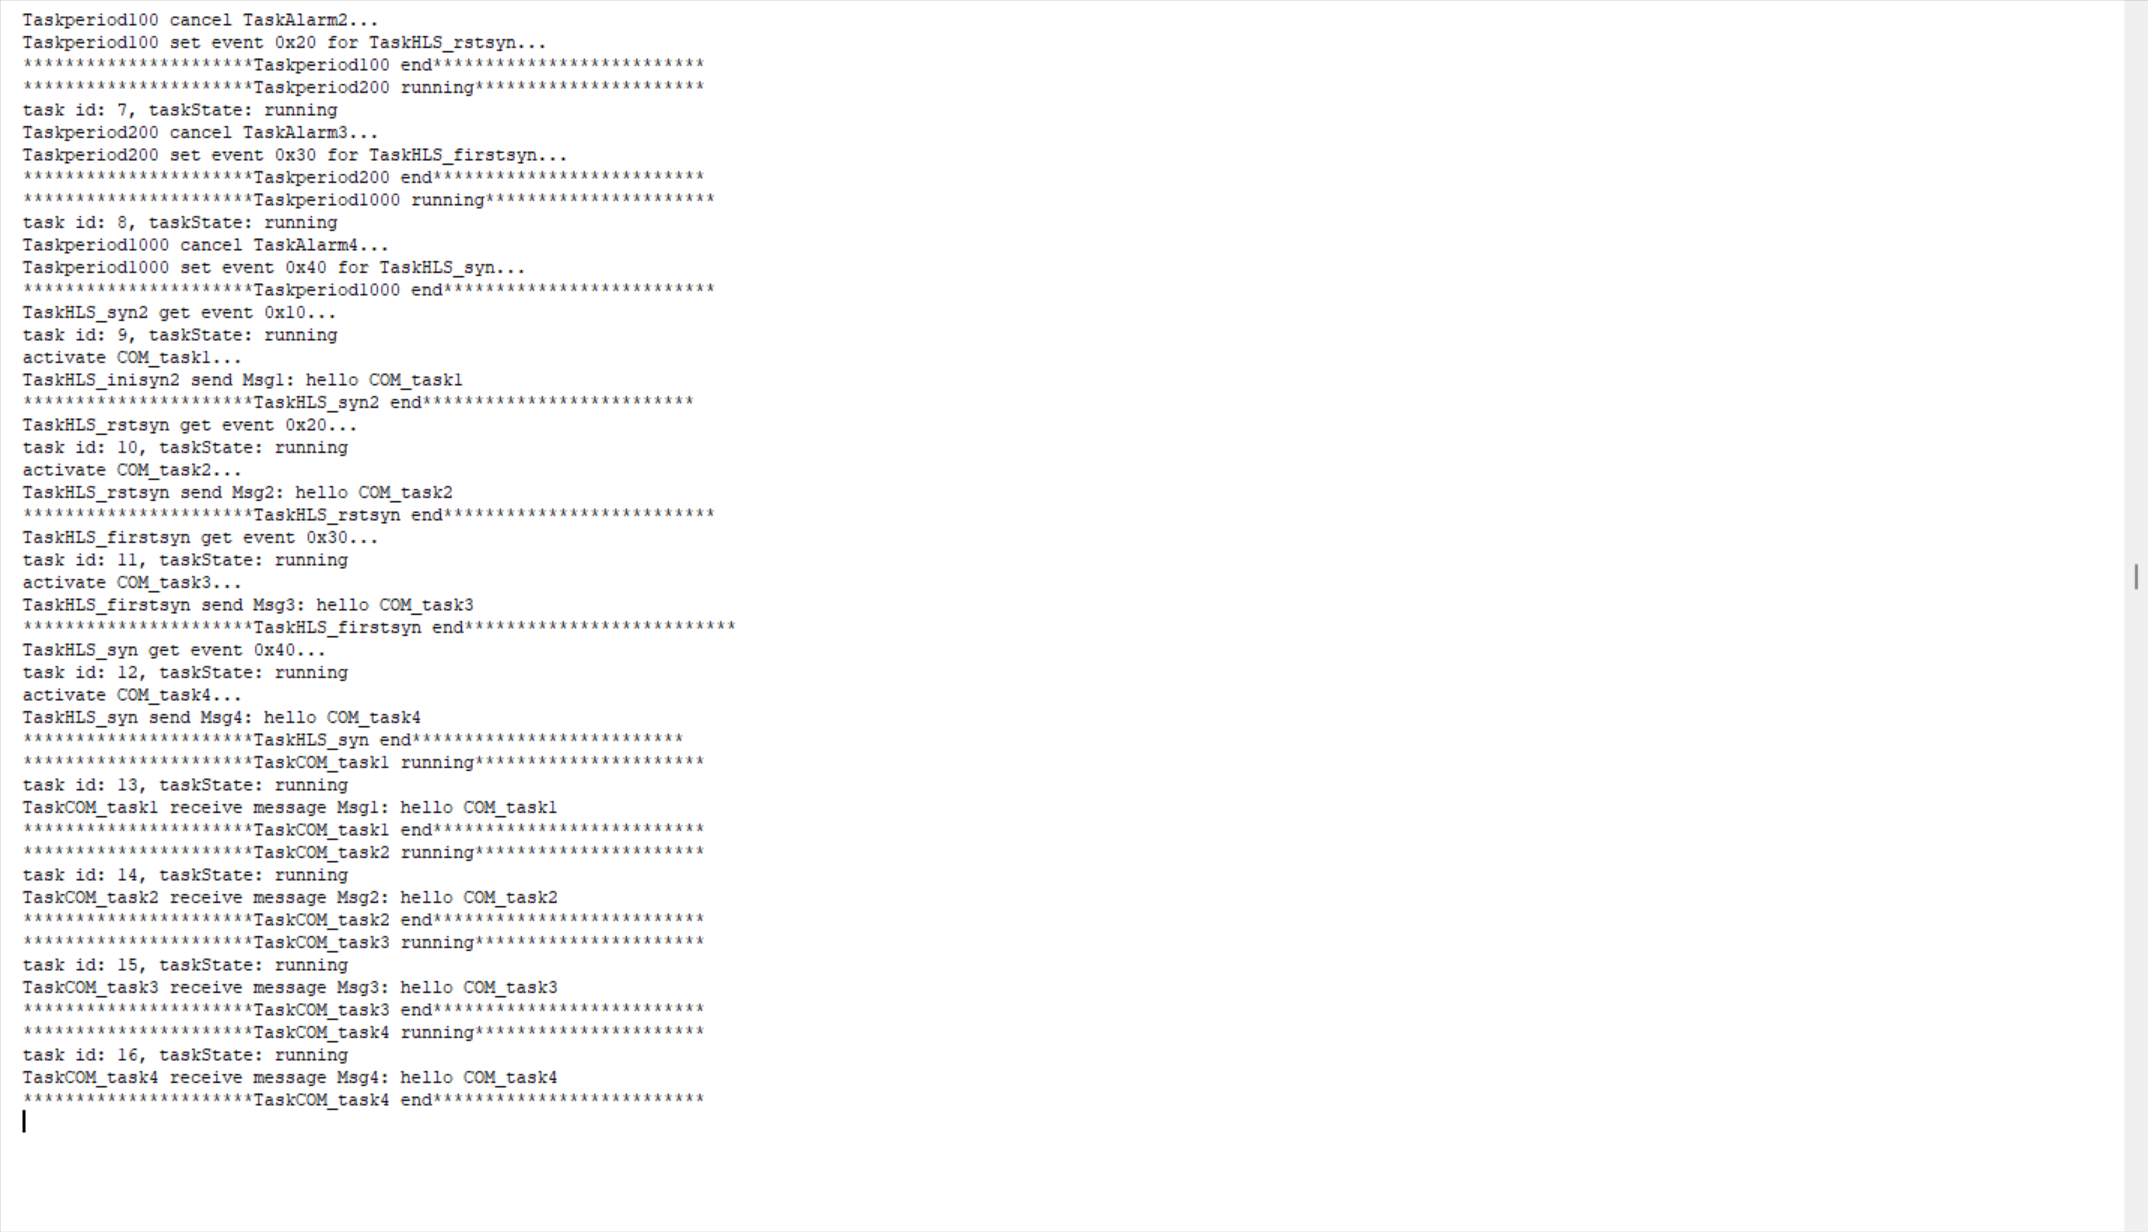 Taskperiod100 cancel TaskAlarm2...
Taskperiod100 set event 0x20 for TaskHLS_rstsyn...
**********************Taskperiod100 end**************************
**********************Taskperiod200 running**********************
task id: 7, taskState: running
Taskperiod200 cancel TaskAlarm3...
Taskperiod200 set event 0x30 for TaskHLS_firstsyn...
**********************Taskperiod200 end**************************
**********************Taskperiod1000 running**********************
task id: 8, taskState: running
Taskperiod1000 cancel TaskAlarm4...
Taskperiod1000 set event 0x40 for TaskHLS_syn...
**********************Taskperiod1000 end**************************
TaskHLS_syn2 get event 0x10...
task id: 9, taskState: running
activate COM_task1...
TaskHLS_inisyn2 send Msg1: hello COM_task1
**********************TaskHLS_syn2 end**************************
TaskHLS_rstsyn get event 0x20...
task id: 10, taskState: running
activate COM_task2...
TaskHLS_rstsyn send Msg2: hello COM_task2
**********************TaskHLS_rstsyn end**************************
TaskHLS_firstsyn get event 0x30...
task id: 11, taskState: running
activate COM_task3...
TaskHLS_firstsyn send Msg3: hello COM_task3
**********************TaskHLS_firstsyn end**************************
TaskHLS_syn get event 0x40...
task id: 12, taskState: running
activate COM_task4...
TaskHLS_syn send Msg4: hello COM_task4
**********************TaskHLS_syn end**************************
**********************TaskCOM_task1 running**********************
task id: 13, taskState: running
TaskCOM_task1 receive message Msg1: hello COM_task1
**********************TaskCOM_task1 end**************************
**********************TaskCOM_task2 running**********************
task id: 14, taskState: running
TaskCOM_task2 receive message Msg2: hello COM_task2
**********************TaskCOM_task2 end**************************
**********************TaskCOM_task3 running**********************
task id: 15, taskState: running
TaskCOM_task3 receive message Msg3: hello COM_task3
**********************TaskCOM_task3 end**************************
**********************TaskCOM_task4 running**********************
task id: 16, taskState: running
TaskCOM_task4 receive message Msg4: hello COM_task4
**********************TaskCOM_task4 end**************************